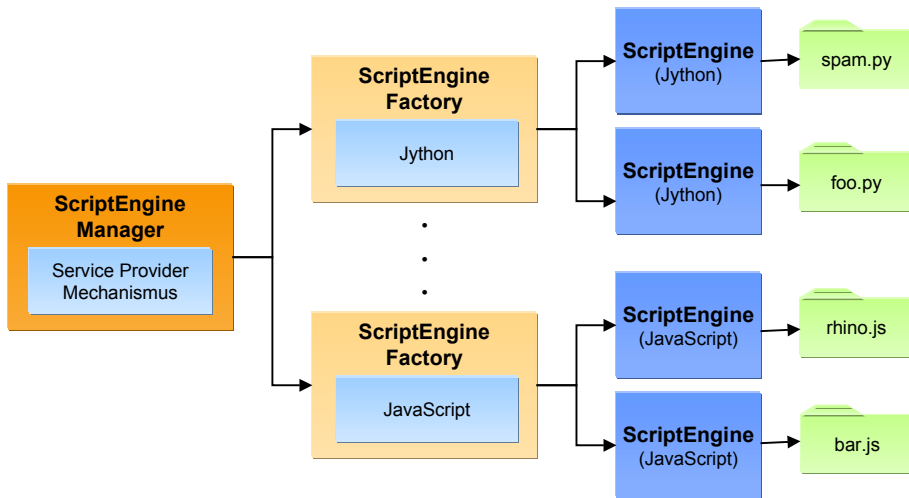 ScriptEngine
Manager
Service Provider
Mechanismus
ScriptEngine
Factory
Jython
ScriptEngine
Factory
JavaScript
ScriptEngine
(Jython)
spam.py
ScriptEngine
(Jython)
foo.py
ScriptEngine
(JavaScript)
rhino.js
ScriptEngine
(JavaScript)
bar.js